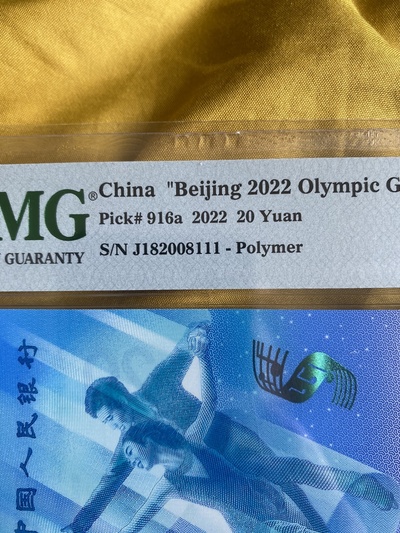 MG®
China "Beijing 2022 Olympic G
Pick# 916a 2022 20 Yuan
GUARANTY
S/N J182008111 - Polymer
中国人民银行